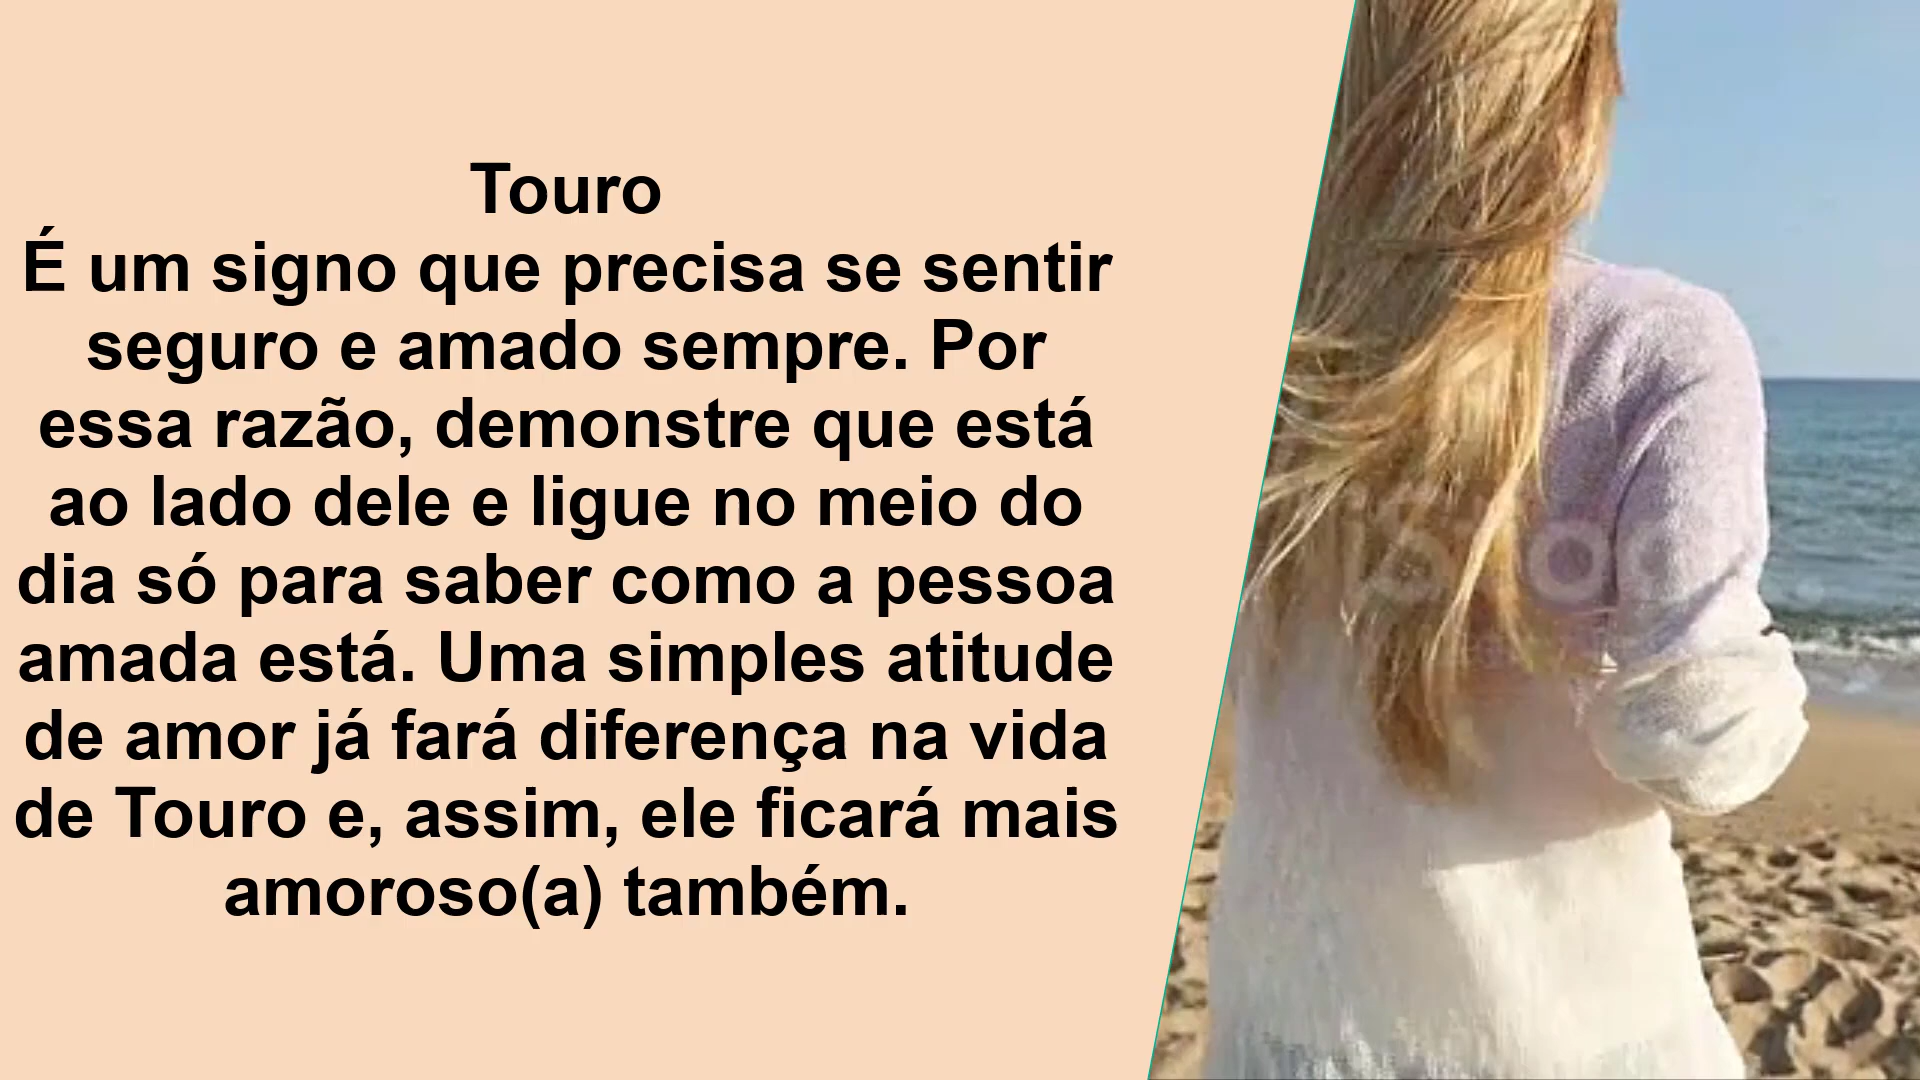 Touro
É um signo que precisa se sentir
seguro e amado sempre. Por
essa razão, demonstre que está
ao lado dele e ligue no meio do
dia só para saber como a pessoa
amada está. Uma simples atitude
de amor já fará diferença na vida
de Touro e, assim, ele ficará mais
amoroso(a) também.